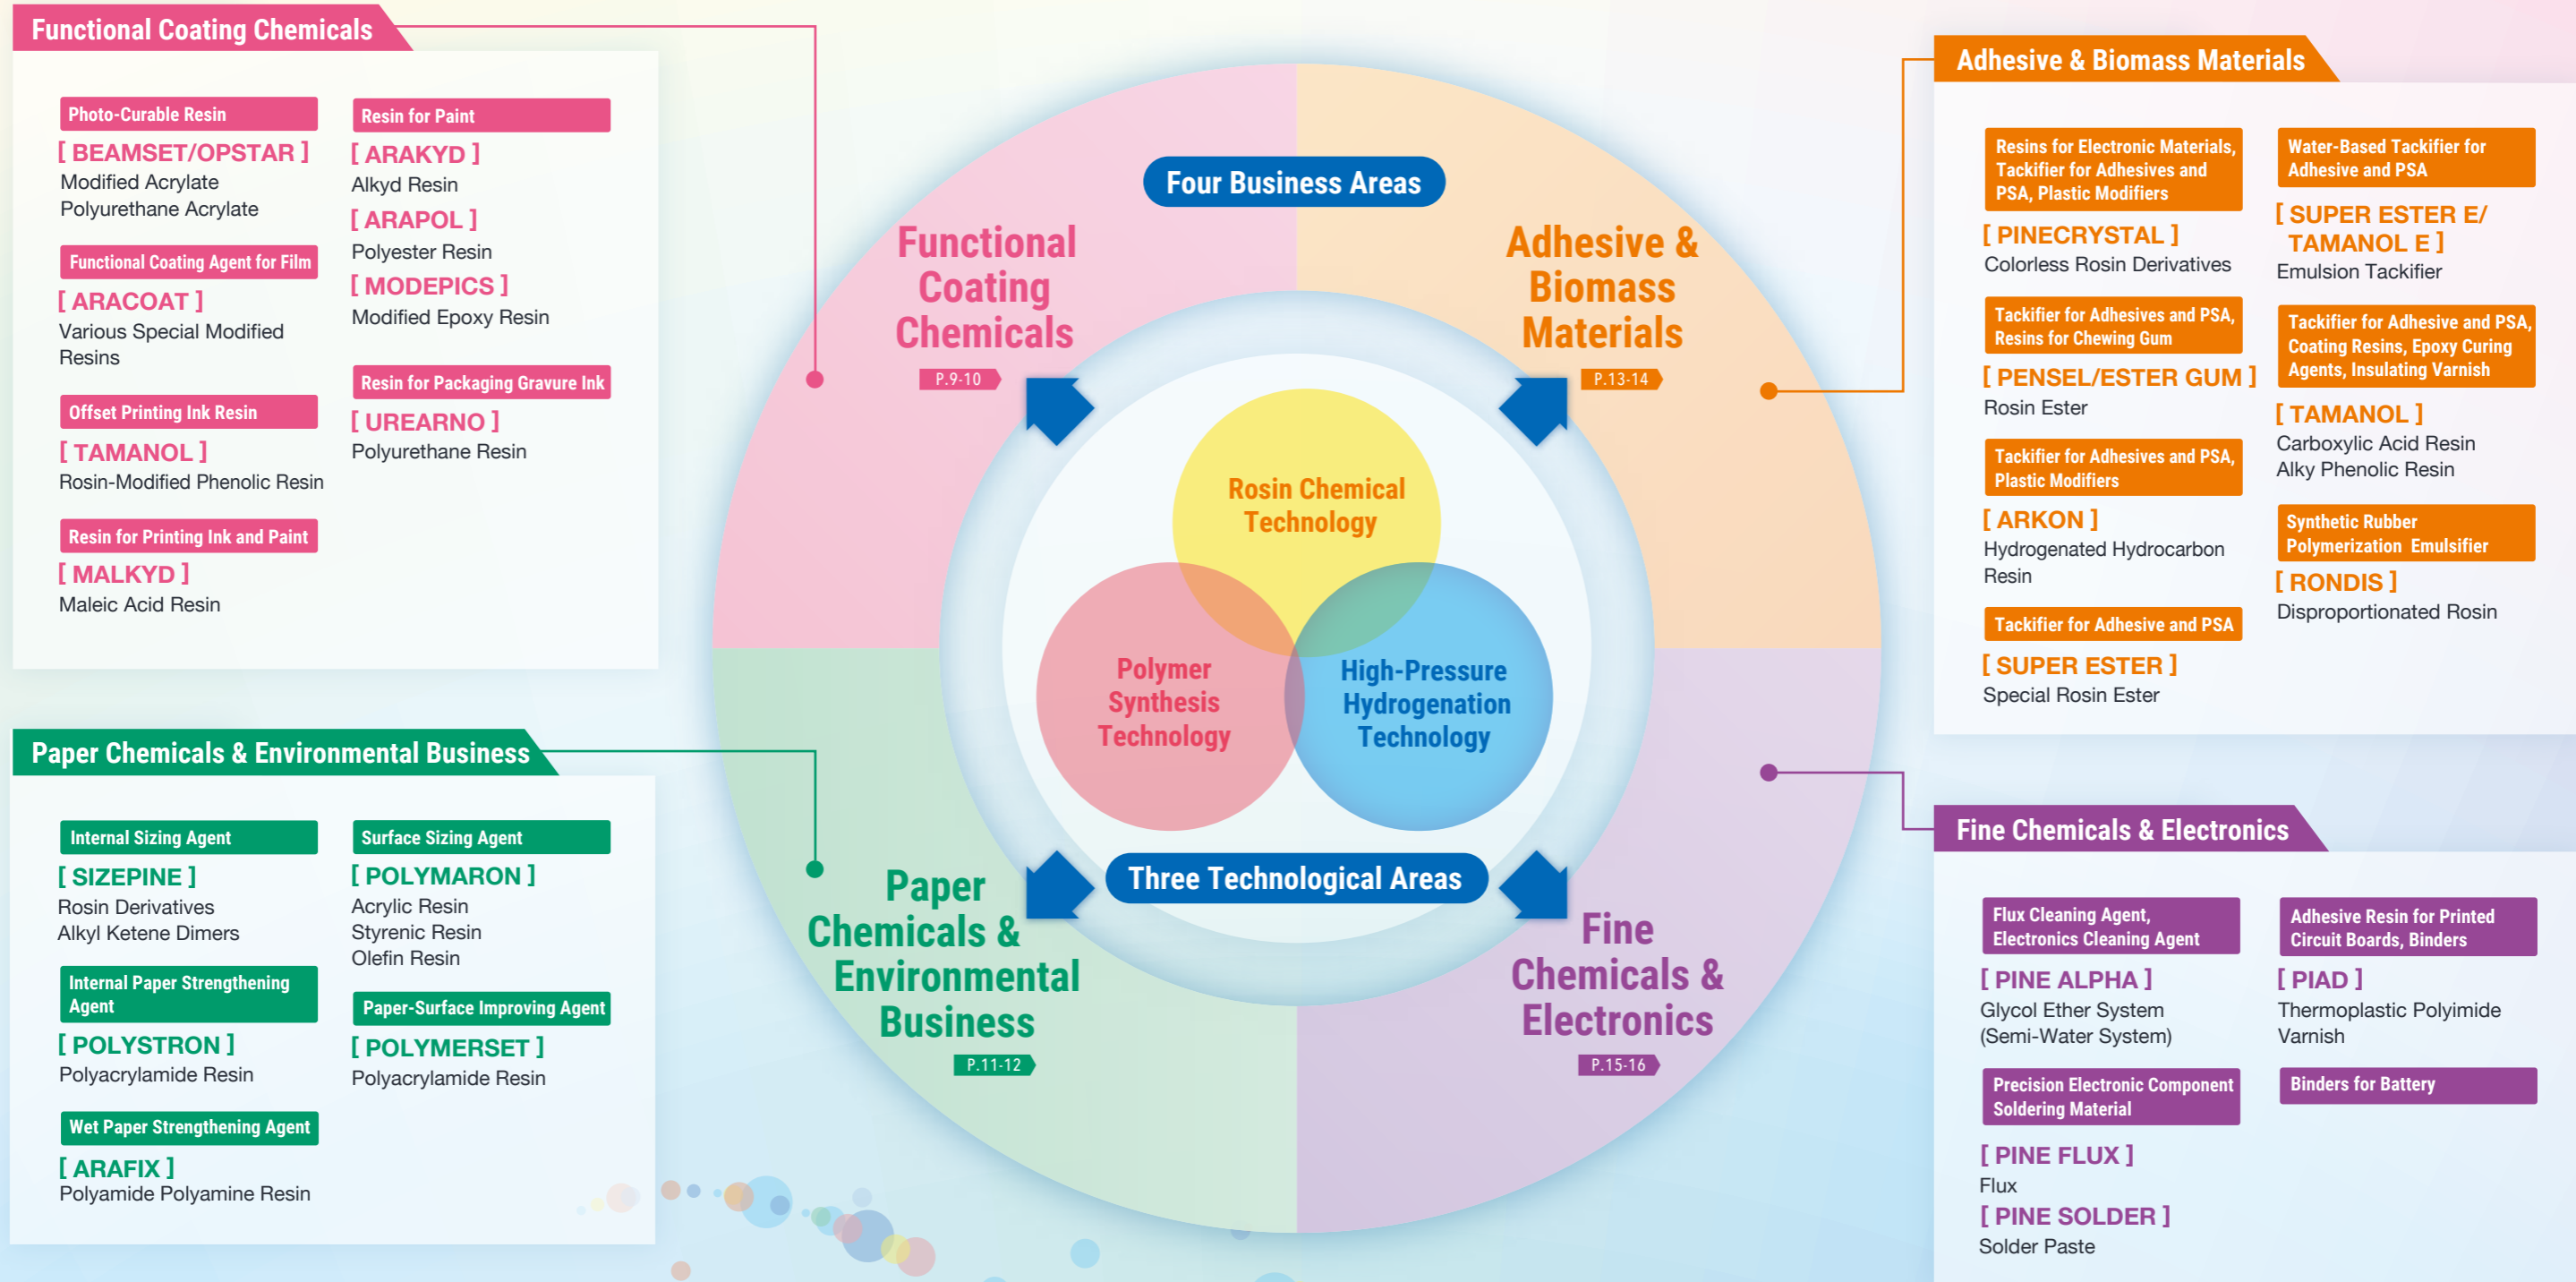 Functional Coating Chemicals
Photo-Curable Resin
[ BEAMSET/OPSTAR ]
Modified Acrylate
Polyurethane Acrylate
Functional Coating Agent for Film
[ ARACOAT ]
Various Special Modified
Resins
Offset Printing Ink Resin
[ TAMANOL ]
Rosin-Modified Phenolic Resin
Resin for Printing Ink and Paint
[ MALKYD ]
Maleic Acid Resin
Resin for Paint
[ ARAKYD ]
Alkyd Resin
[ ARAPOL ]
Polyester Resin
[ MODEPICS ]
Modified Epoxy Resin
Resin for Packaging Gravure Ink
[ UREARNO ]
Polyurethane Resin
Paper Chemicals & Environmental Business
Internal Sizing Agent
[ SIZEPINE ]
Rosin Derivatives
Alkyl Ketene Dimers
Internal Paper Strengthening
Agent
[ POLYSTRON ]
Polyacrylamide Resin
Wet Paper Strengthening Agent
[ ARAFIX ]
Polyamide Polyamine Resin
Surface Sizing Agent
[ POLYMARON ]
Acrylic Resin
Styrenic Resin
Olefin Resin
Paper-Surface Improving Agent
[ POLYMERSET ]
Polyacrylamide Resin
Four Business Areas
Functional
Coating
Chemicals
P.9-10
Adhesive &
Biomass
Materials
P.13-14
Rosin Chemical
Technology
Polymer
Synthesis
Technology
High-Pressure
Hydrogenation
Technology
Three Technological Areas
Paper
Chemicals &
Environmental
Business
P.11-12
Fine
Chemicals &
Electronics
P.15-16
Adhesive & Biomass Materials
Resins for Electronic Materials,
Tackifier for Adhesives and
PSA, Plastic Modifiers
[ PINECRYSTAL ]
Colorless Rosin Derivatives
Tackifier for Adhesives and PSA,
Resins for Chewing Gum
[ PENSEL/ESTER GUM ]
Rosin Ester
Tackifier for Adhesives and PSA,
Plastic Modifiers
[ ARKON ]
Hydrogenated Hydrocarbon
Resin
Tackifier for Adhesive and PSA
[ SUPER ESTER ]
Special Rosin Ester
Water-Based Tackifier for
Adhesive and PSA
[ SUPER ESTER E/
TAMANOL E ]
Emulsion Tackifier
Tackifier for Adhesive and PSA,
Coating Resins, Epoxy Curing
Agents, Insulating Varnish
[ TAMANOL ]
Carboxylic Acid Resin
Alky Phenolic Resin
Synthetic Rubber
Polymerization Emulsifier
[ RONDIS ]
Disproportionated Rosin
Fine Chemicals & Electronics
Flux Cleaning Agent,
Electronics Cleaning Agent
[ PINE ALPHA ]
Glycol Ether System
(Semi-Water System)
Precision Electronic Component
Soldering Material
[ PINE FLUX ]
Flux
[ PINE SOLDER ]
Solder Paste
Adhesive Resin for Printed
Circuit Boards, Binders
[ PIAD ]
Thermoplastic Polyimide
Varnish
Binders for Battery